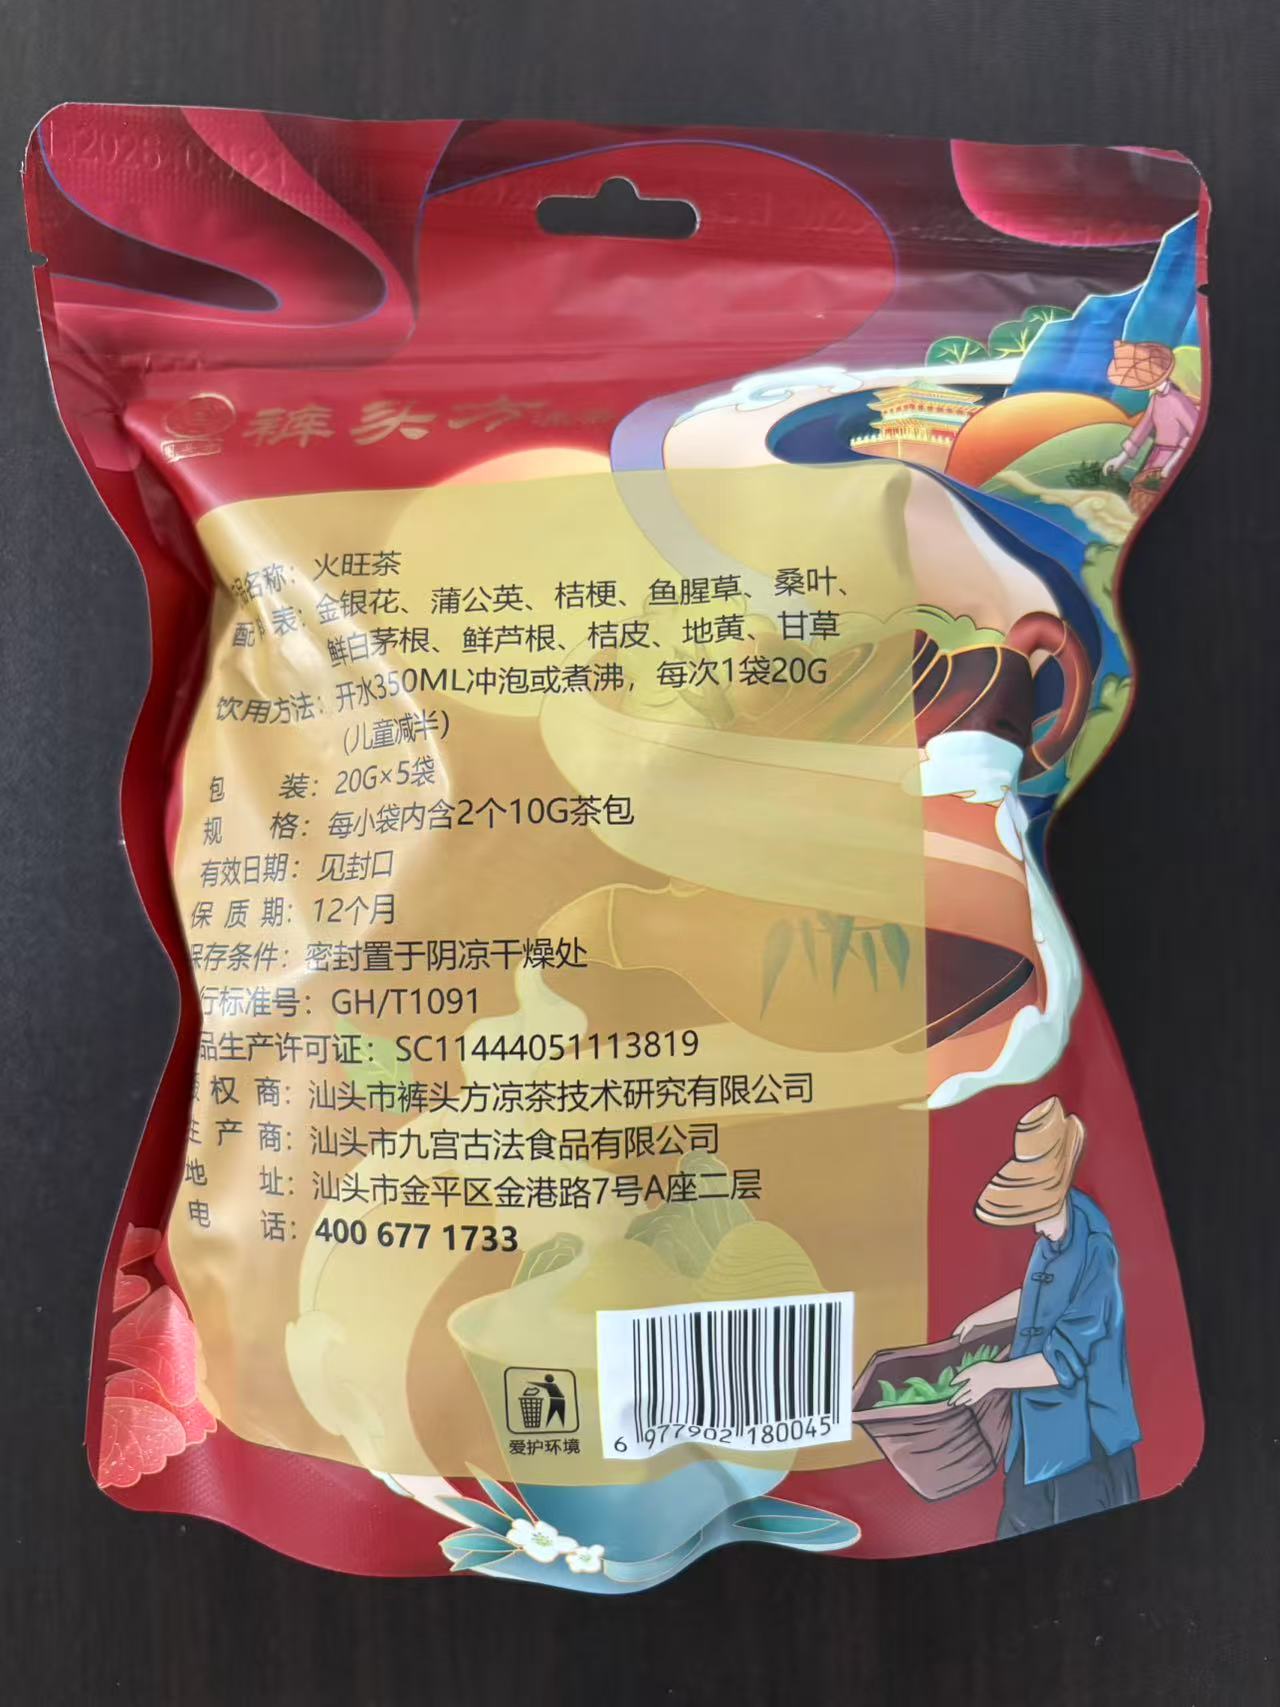 裤头方
品名称：火旺茶
配 表：金银花、蒲公英、桔梗、鱼腥草、桑叶、
鲜白茅根、鲜芦根、桔皮、地黄、甘草
饮用方法：开水350ML冲泡或煮沸，每次1袋20G
(儿童减半)
包 装：20G×5袋
规 格：每小袋内含2个10G茶包
有效日期：见封口
保 质 期：12个月
保存条件：密封置于阴凉干燥处
行标准号：GH/T1091
品生产许可证：SC11444051113819
权 商：汕头市裤头方凉茶技术研究有限公司
生 产 商：汕头市九宫古法食品有限公司
地 址：汕头市金平区金港路7号A座二层
电 话：400 677 1733
爱护环境
6 977902 180045